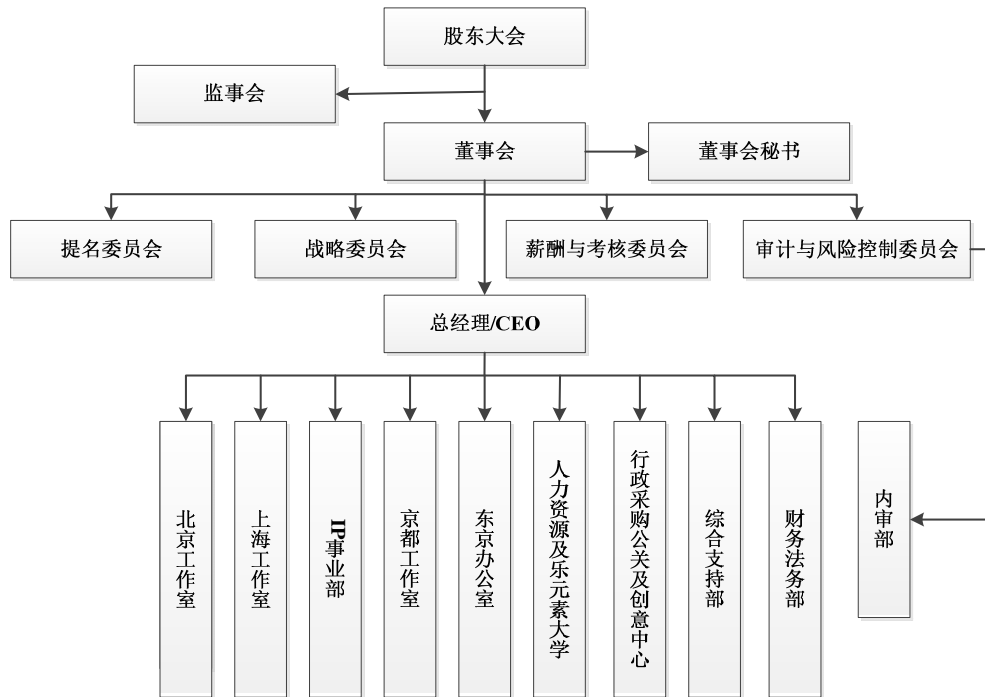 股东大会
监事会
董事会
董事会秘书
提名委员会
战略委员会
薪酬与考核委员会
审计与风险控制委员会
总经理/CEO
北京工作室
上海工作室
IP事业部
京都工作室
东京办公室
人力资源及乐元素大学
行政采购公关及创意中心
综合支持部
财务法务部
内审部